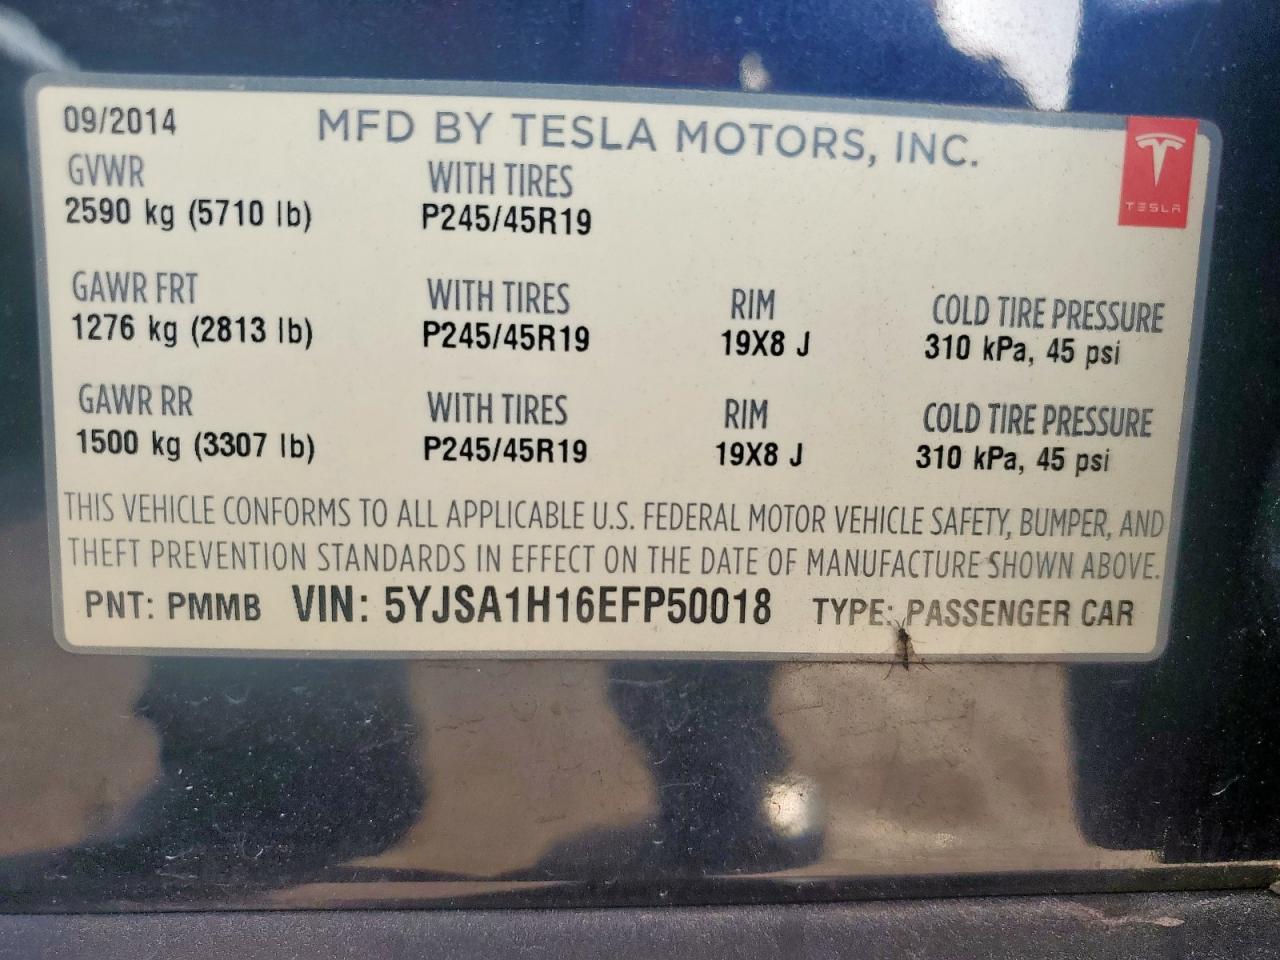 09/2014 MFD BY TESLA MOTORS, INC.
TESLA
GVWR WITH TIRES
2590 kg (5710 lb) P245/45R19
GAWR FRT WITH TIRES RIM COLD TIRE PRESSURE
1276 kg (2813 lb) P245/45R19 19X8 J 310 kPa, 45 psi
GAWR RR WITH TIRES RIM COLD TIRE PRESSURE
1500 kg (3307 lb) P245/45R19 19X8 J 310 kPa, 45 psi
THIS VEHICLE CONFORMS TO ALL APPLICABLE U.S. FEDERAL MOTOR VEHICLE SAFETY, BUMPER, AND
THEFT PREVENTION STANDARDS IN EFFECT ON THE DATE OF MANUFACTURE SHOWN ABOVE.
PNT: PMMB VIN: 5YJSA1H16EFP50018 TYPE: PASSENGER CAR